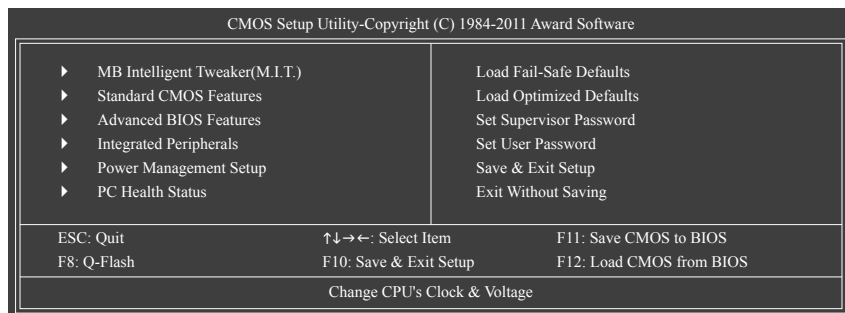 CMOS Setup Utility-Copyright (C) 1984-2011 Award Software
MB Intelligent Tweaker(M.I.T.)
Standard CMOS Features
Advanced BIOS Features
Integrated Peripherals
Power Management Setup
PC Health Status
Load Fail-Safe Defaults
Load Optimized Defaults
Set Supervisor Password
Set User Password
Save & Exit Setup
Exit Without Saving
ESC: Quit ↑↓→←: Select Item F11: Save CMOS to BIOS
F8: Q-Flash F10: Save & Exit Setup F12: Load CMOS from BIOS
Change CPU's Clock & Voltage